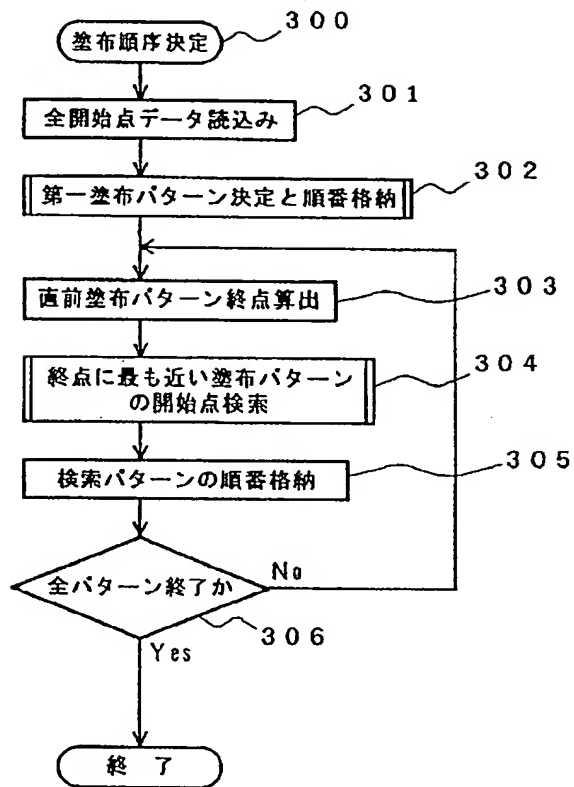 塗布順序決定
300
全開始点データ読込み
301
第一塗布パターン決定と順番格納
302
直前塗布パターン終点算出
303
終点に最も近い塗布パターン
の開始点検索
304
検索パターンの順番格納
305
全パターン終了か
No
306
Yes
終 了